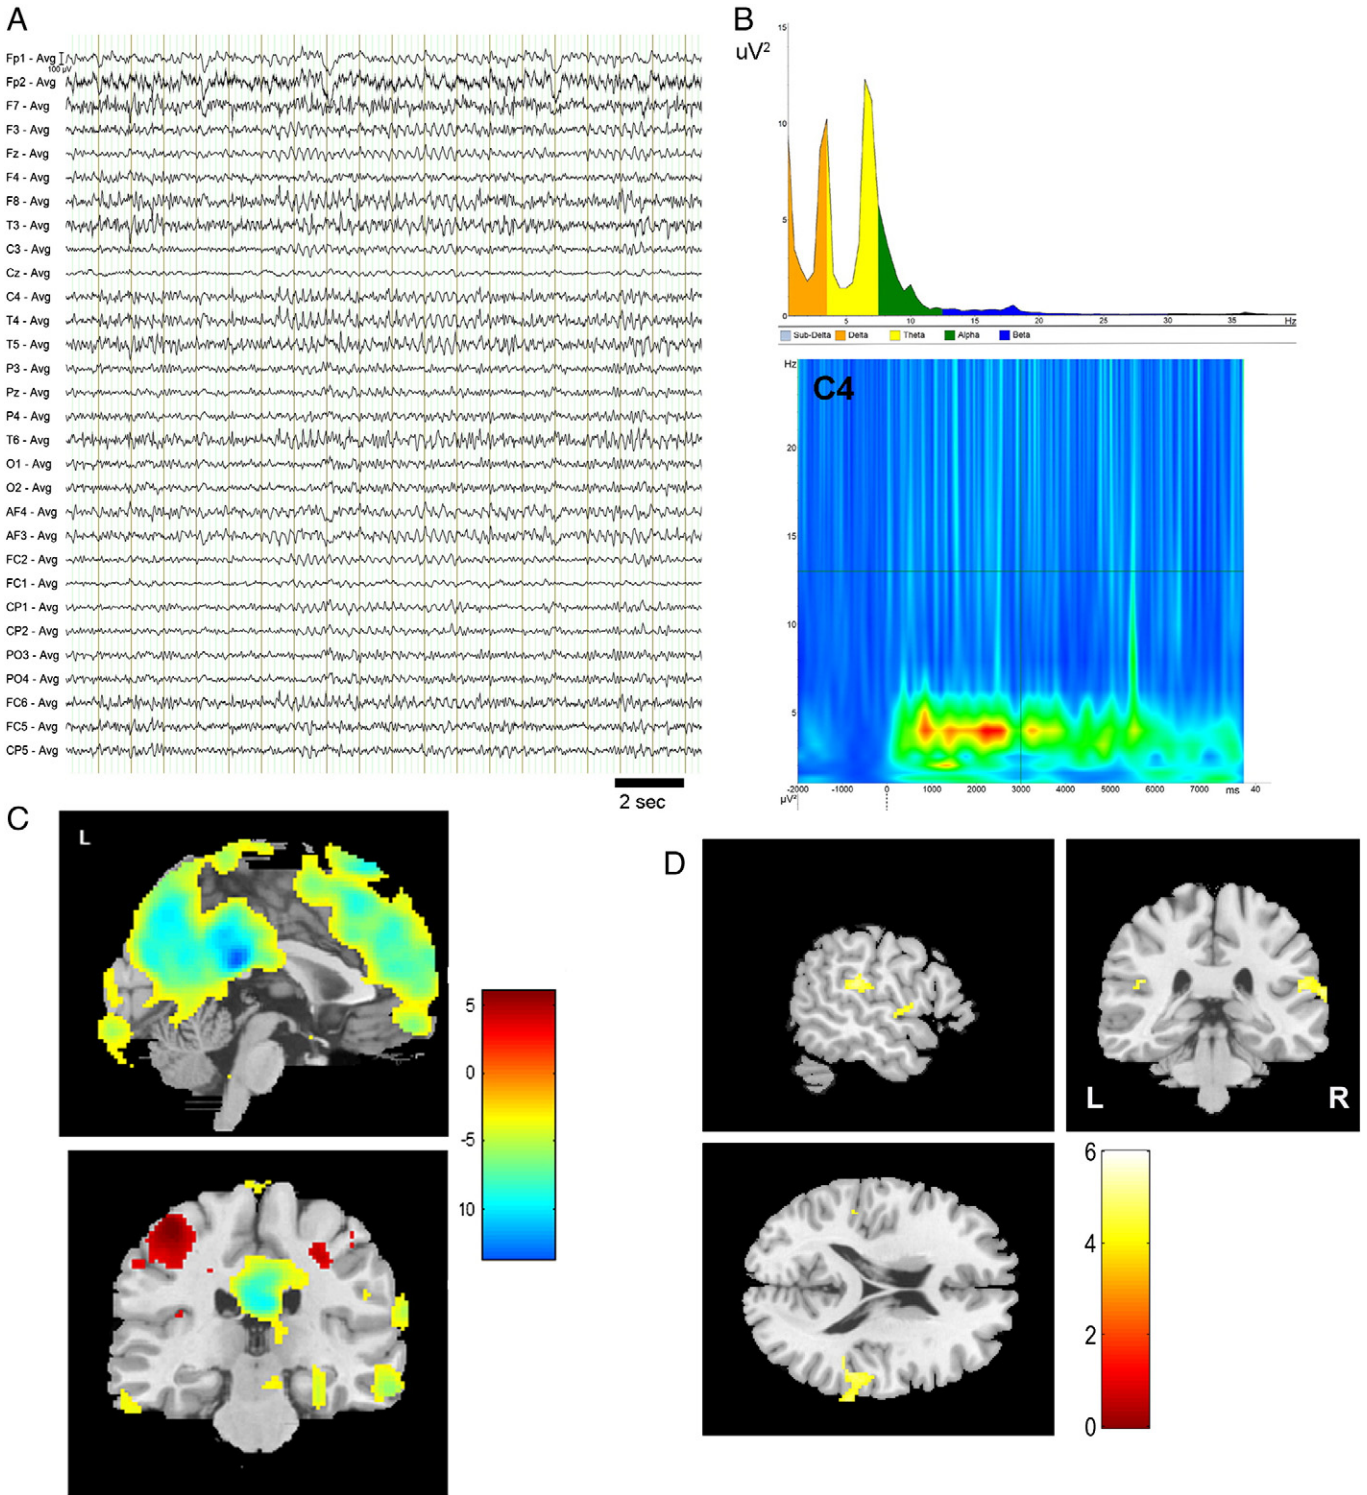 A
Fp1 - Avg
100 µV
Fp2 - Avg
F7 - Avg
F3 - Avg
Fz - Avg
F4 - Avg
F8 - Avg
T3 - Avg
C3 - Avg
Cz - Avg
C4 - Avg
T4 - Avg
T5 - Avg
P3 - Avg
Pz - Avg
P4 - Avg
T6 - Avg
O1 - Avg
O2 - Avg
AF4 - Avg
AF3 - Avg
FC2 - Avg
FC1 - Avg
CP1 - Avg
CP2 - Avg
PO3 - Avg
PO4 - Avg
FC6 - Avg
FC5 - Avg
CP5 - Avg
2 sec
B
uV²
15
10
5
0
5 10 15 20 25 30 35 Hz
Sub-Delta Delta Theta Alpha Beta
Hz
C4
20
15
10
5
-2000 -1000 0 1000 2000 3000 4000 5000 6000 7000 ms 40
µV²
C
L
5
0
-5
10
D
L R
6
4
2
0